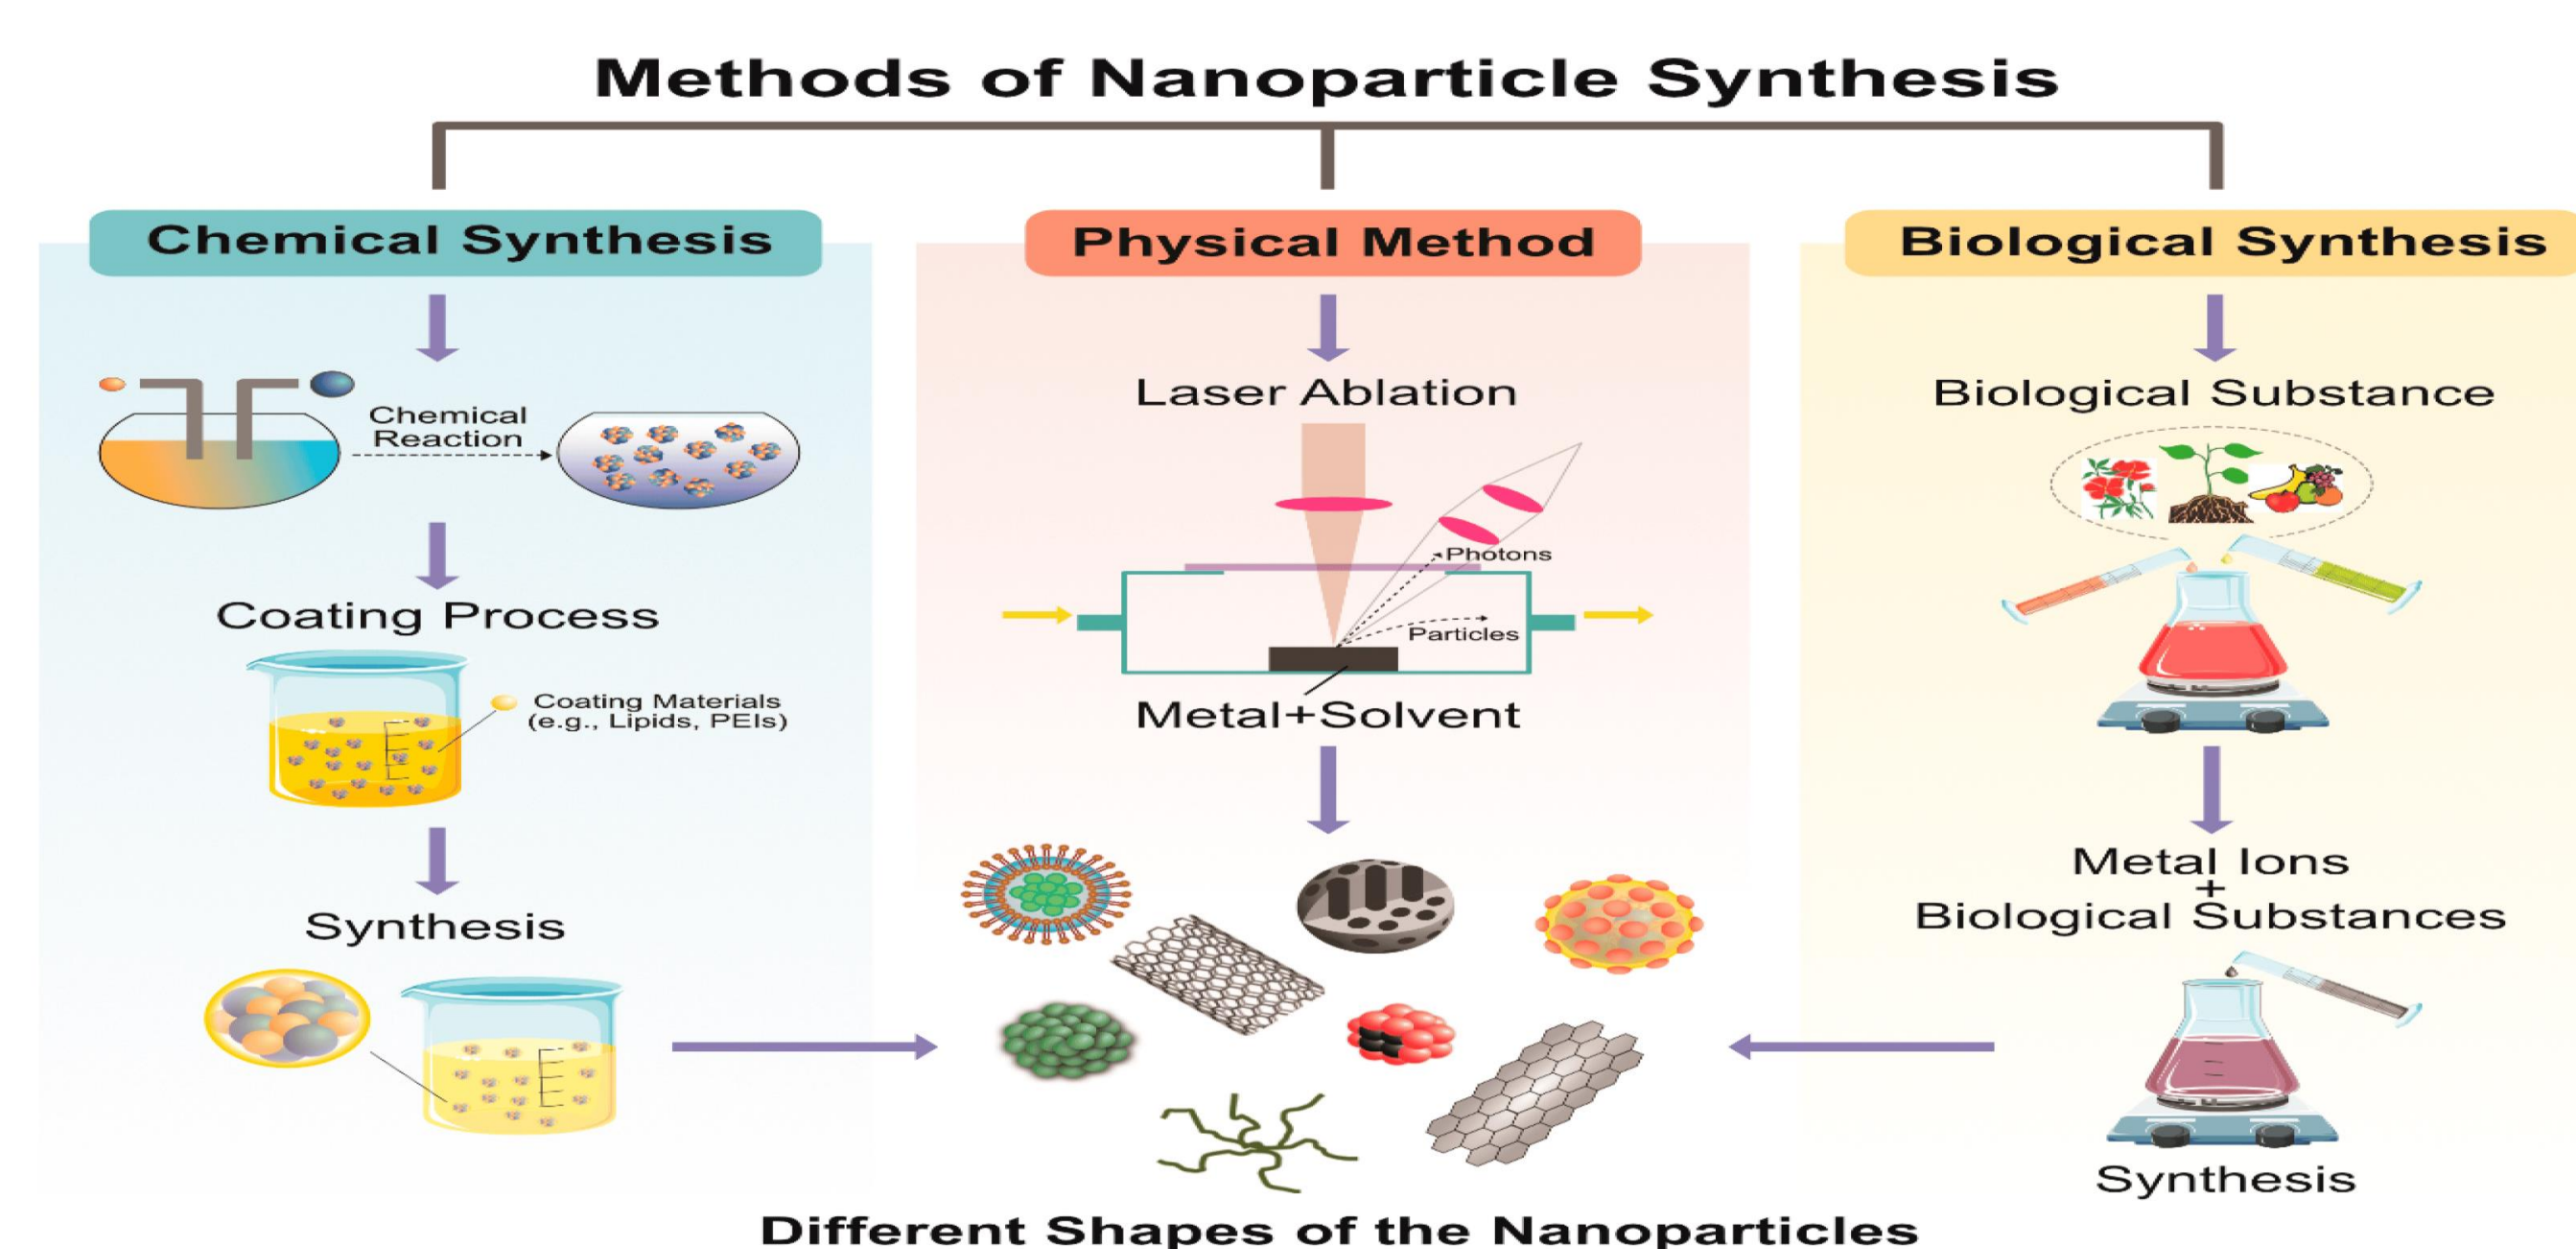 Methods of Nanoparticle Synthesis
Chemical Synthesis
Chemical
Reaction
Coating Process
Coating Materials
(e.g., Lipids, PEIs)
Synthesis
Physical Method
Laser Ablation
Photons
Particles
Metal+Solvent
Biological Synthesis
Biological Substance
Metal Ions
+
Biological Substances
Synthesis
Different Shapes of the Nanoparticles